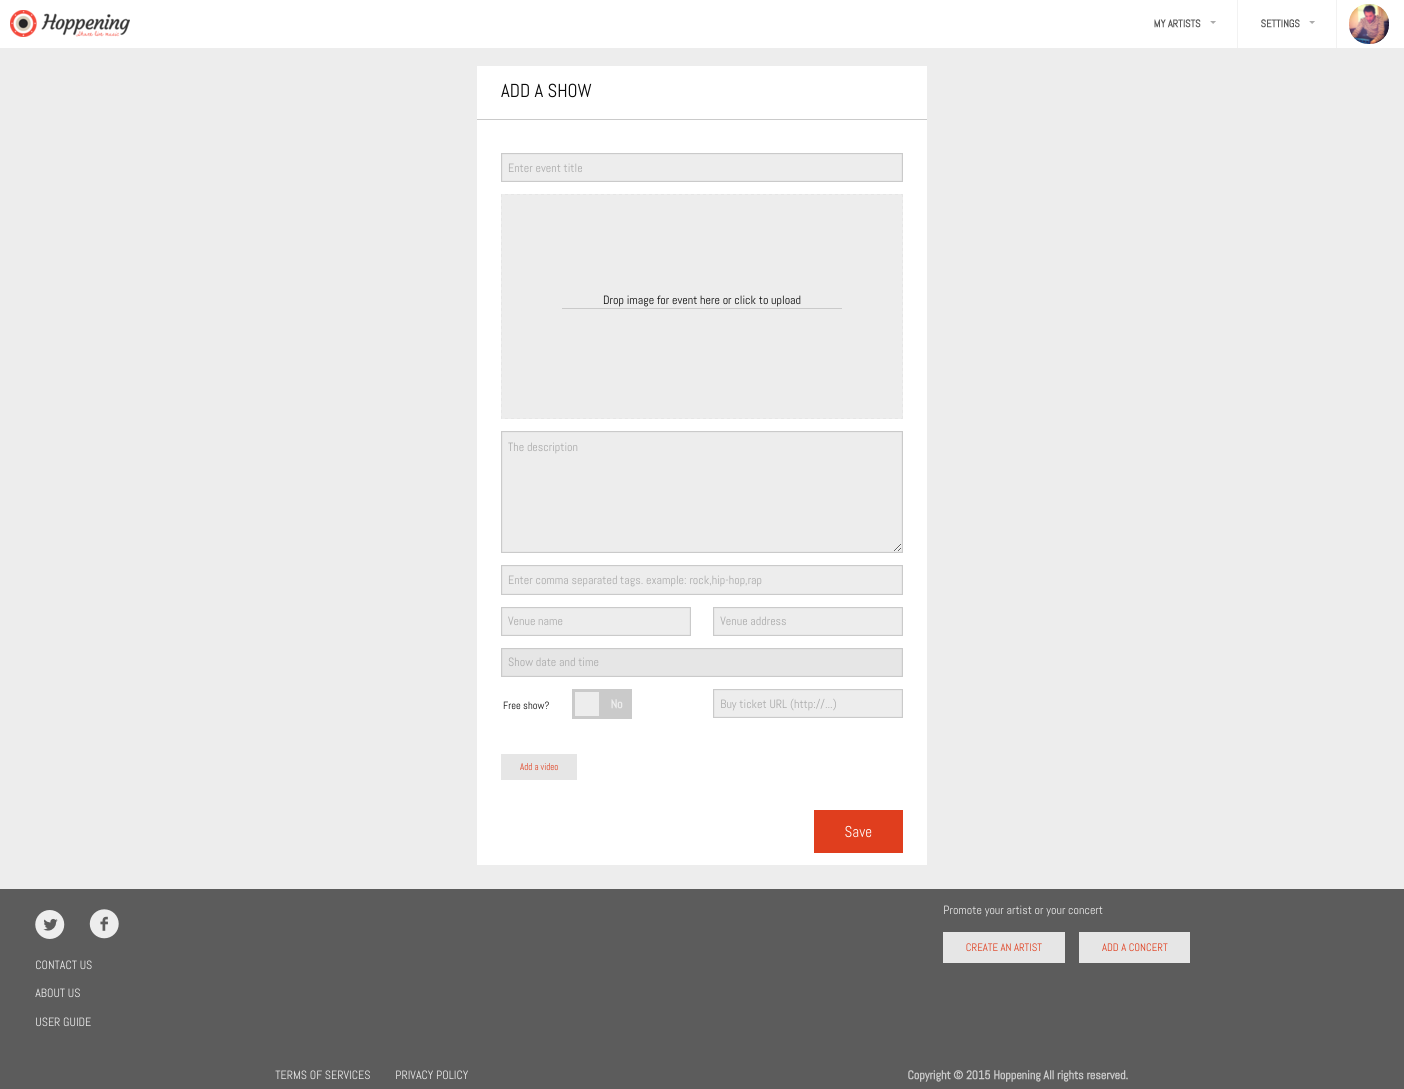 Hoppening
share live music
MY ARTISTS
SETTINGS
ADD A SHOW
Enter event title
Drop image for event here or click to upload
The description
Enter comma separated tags. example: rock,hip-hop,rap
Venue name
Venue address
Show date and time
Free show?
No
Buy ticket URL (http://...)
Add a video
Save
Promote your artist or your concert
CREATE AN ARTIST
ADD A CONCERT
CONTACT US
ABOUT US
USER GUIDE
TERMS OF SERVICES
PRIVACY POLICY
Copyright © 2015 Hoppening All rights reserved.